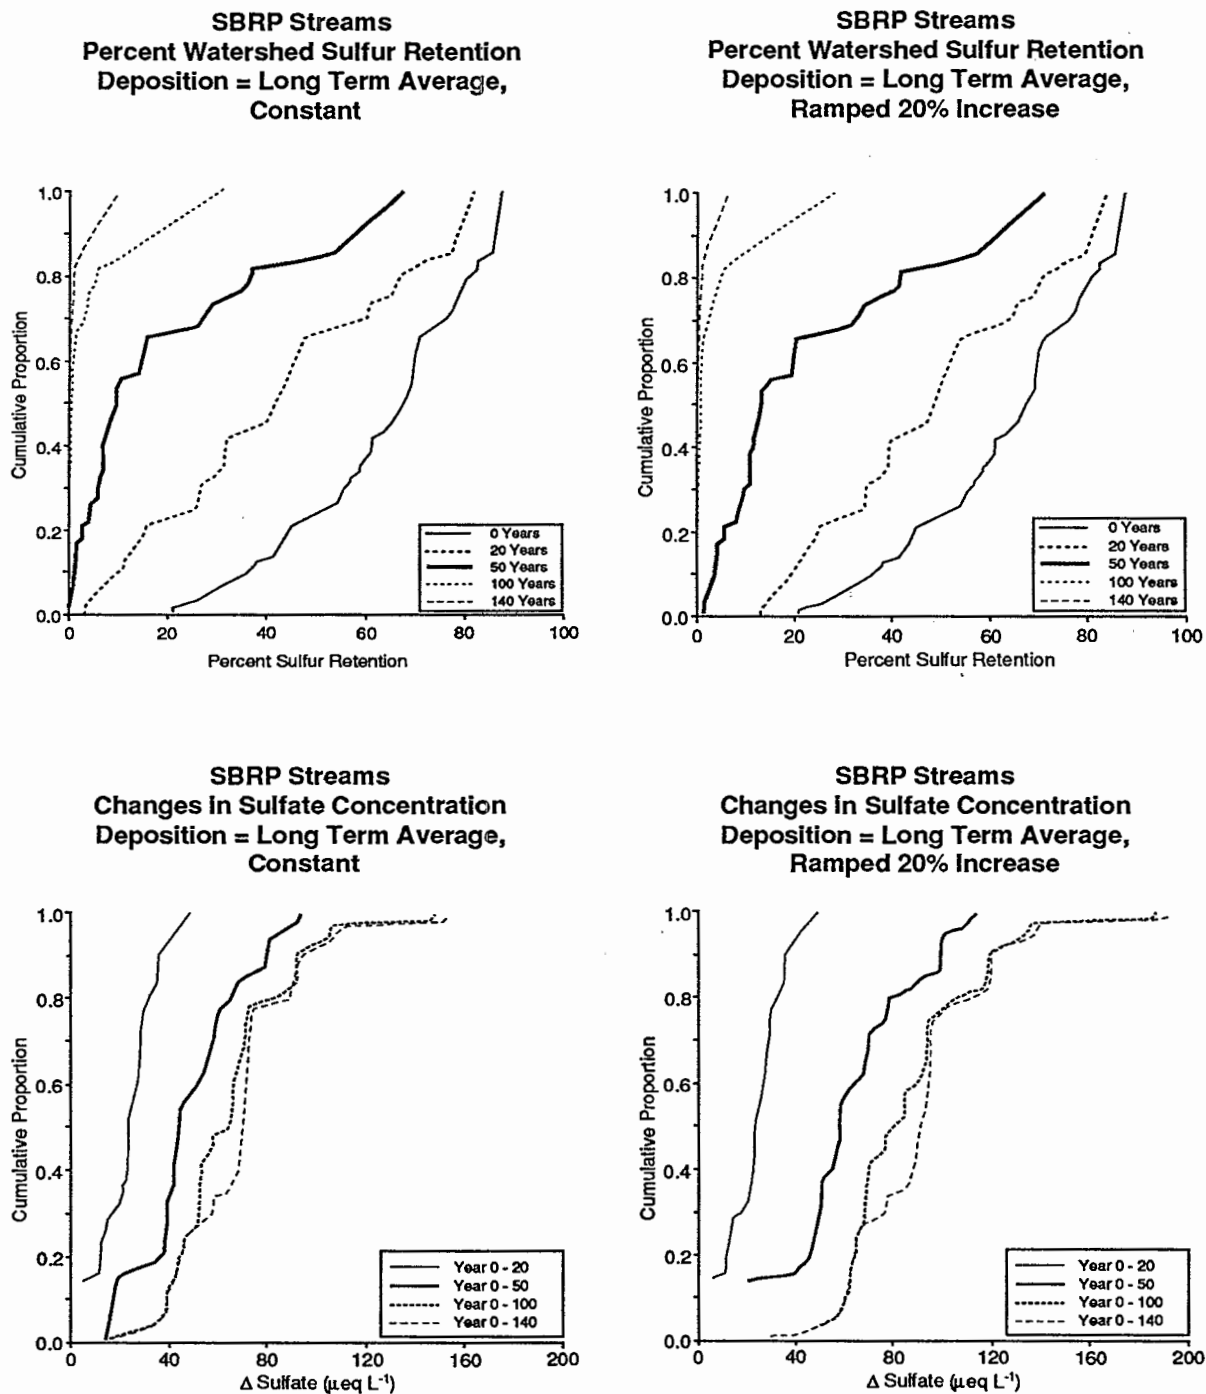 SBRP Streams
Percent Watershed Sulfur Retention
Deposition = Long Term Average,
Constant
1.0
0.8
0.6
0.4
0.2
0.0
Cumulative Proportion
0 Years
20 Years
50 Years
100 Years
140 Years
0 20 40 60 80 100
Percent Sulfur Retention
SBRP Streams
Percent Watershed Sulfur Retention
Deposition = Long Term Average,
Ramped 20% Increase
1.0
0.8
0.6
0.4
0.2
0.0
Cumulative Proportion
0 Years
20 Years
50 Years
100 Years
140 Years
0 20 40 60 80 100
Percent Sulfur Retention
SBRP Streams
Changes in Sulfate Concentration
Deposition = Long Term Average,
Constant
1.0
0.8
0.6
0.4
0.2
0.0
Cumulative Proportion
Year 0 - 20
Year 0 - 50
Year 0 - 100
Year 0 - 140
0 40 80 120 160 200
Δ Sulfate (μeq L⁻¹)
SBRP Streams
Changes in Sulfate Concentration
Deposition = Long Term Average,
Ramped 20% Increase
1.0
0.8
0.6
0.4
0.2
0.0
Cumulative Proportion
Year 0 - 20
Year 0 - 50
Year 0 - 100
Year 0 - 140
0 40 80 120 160 200
Δ Sulfate (μeq L⁻¹)